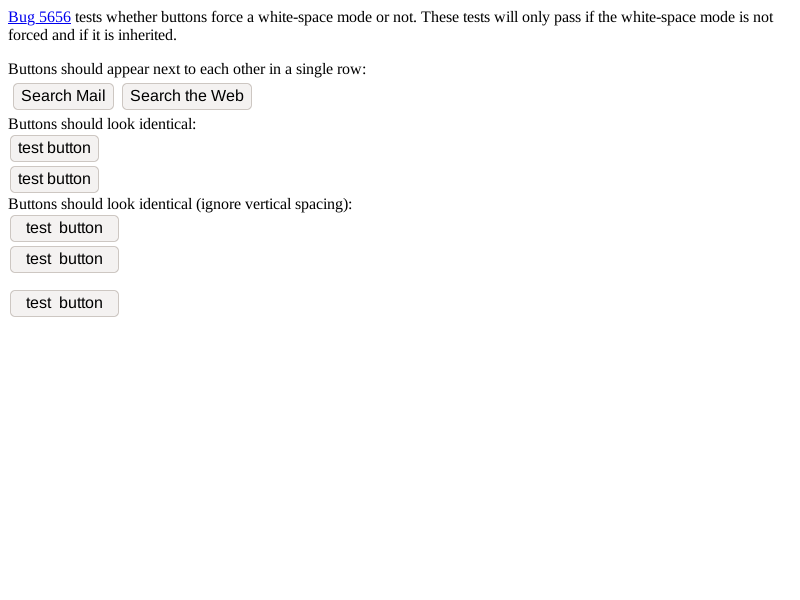 Bug 5656 tests whether buttons force a white-space mode or not. These tests will only pass if the white-space mode is not
forced and if it is inherited.
Buttons should appear next to each other in a single row:
Search Mail Search the Web
Buttons should look identical:
test button
test button
Buttons should look identical (ignore vertical spacing):
test  button
test  button
test  button